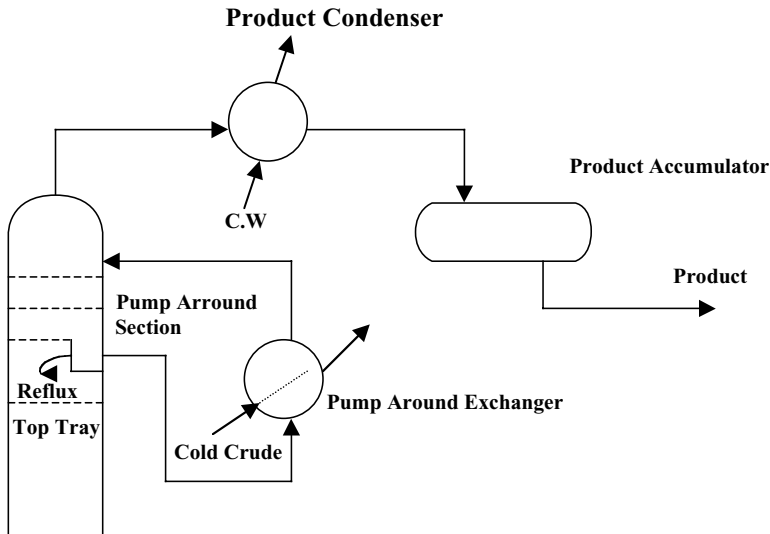 Product Condenser
Product Accumulator
C.W
Product
Pump Arround
Section
Reflux
Pump Around Exchanger
Top Tray
Cold Crude